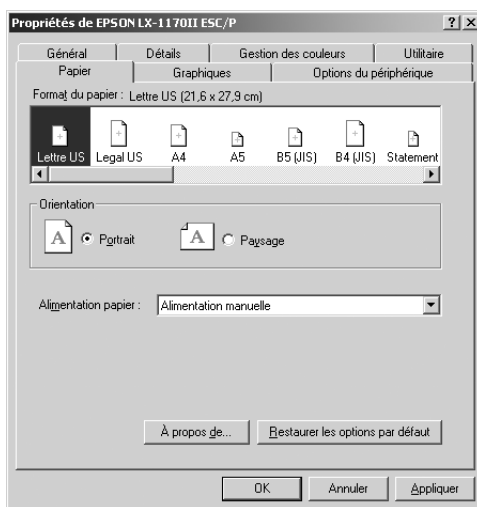 Propriétés de EPSON LX-1170II ESC/P
Général Détails Gestion des couleurs Utilitaire
Papier Graphiques Options du périphérique
Format du papier : Lettre US (21,6 x 27,9 cm)
Lettre US Legal US A4 A5 B5 (JIS) B4 (JIS) Statement
Orientation
A Portrait A Paysage
Alimentation papier : Alimentation manuelle
À propos de... Restaurer les options par défaut
OK Annuler Appliquer